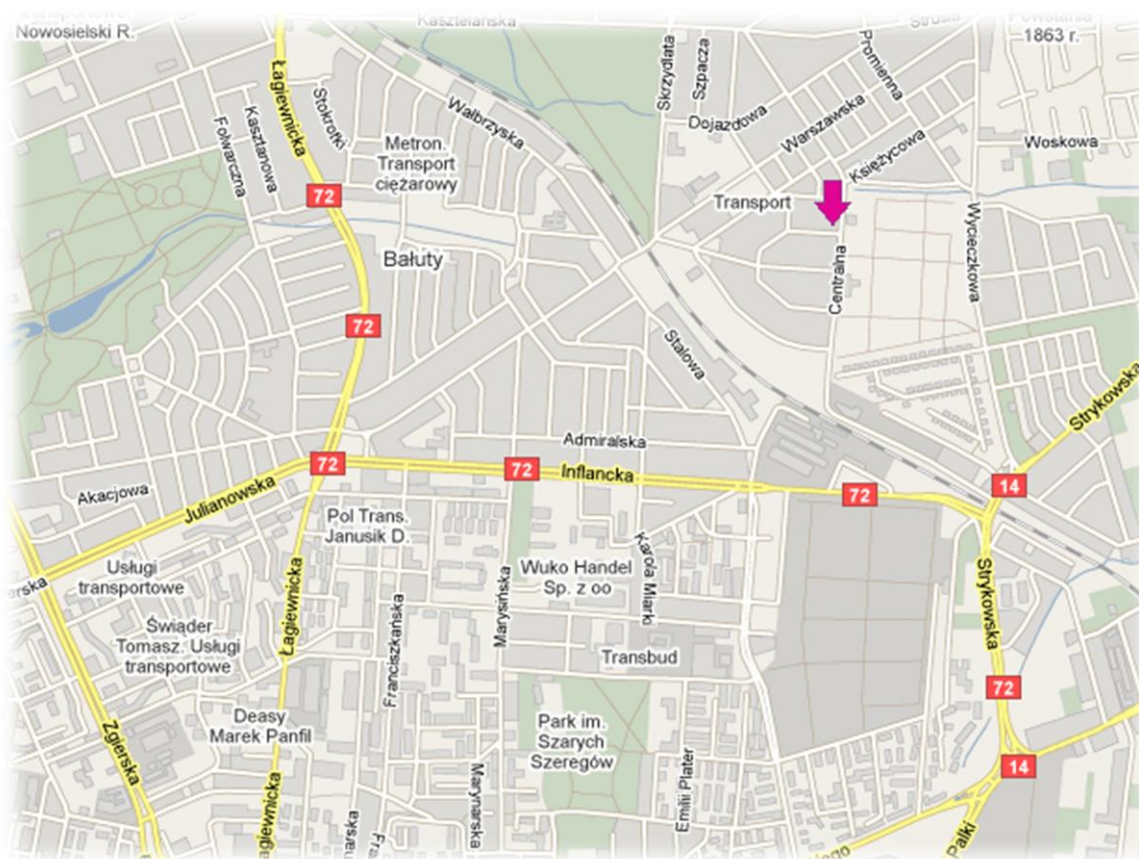 Kasztelańska
Strusia
Nowosielski R.
Powstania
1863 r.
Łagiewnicka
Stokrotki
Kasztanowa
Folwarczna
Wałbrzyska
Skrzydlata
Szpacza
Promienna
Dojazdowa
Warszawska
Księżycowa
Woskowa
Metron.
Transport
ciężarowy
72
Transport
Wycieczkowa
Bałuty
Centralna
72
Stalowa
Strykowska
Admiralska
72
72
Inflancka
72
14
Akacjowa
Julianowska
Pol Trans.
Janusik D.
Usługi
transportowe
Wuko Handel
Sp. z oo
Karola Miarki
Strykowska
Łagiewnicka
Franciszkańska
Marysińska
Świąder
Tomasz. Usługi
transportowe
Transbud
72
Deasy
Marek Panfil
Park im.
Szarych
Szeregów
Zgierska
Emilii Plater
14
Marynarska
Palki